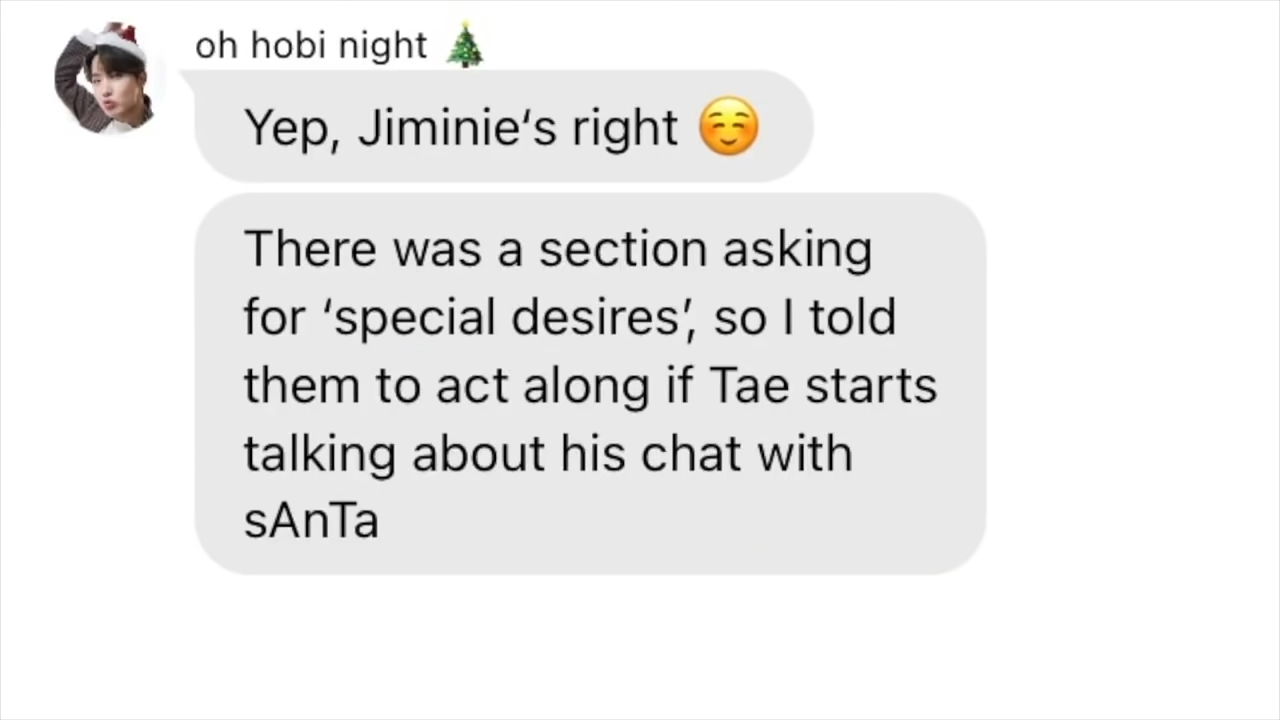 oh hobi night 🎄
Yep, Jiminie‘s right ☺️
There was a section asking
for ‘special desires’, so I told
them to act along if Tae starts
talking about his chat with
sAnTa